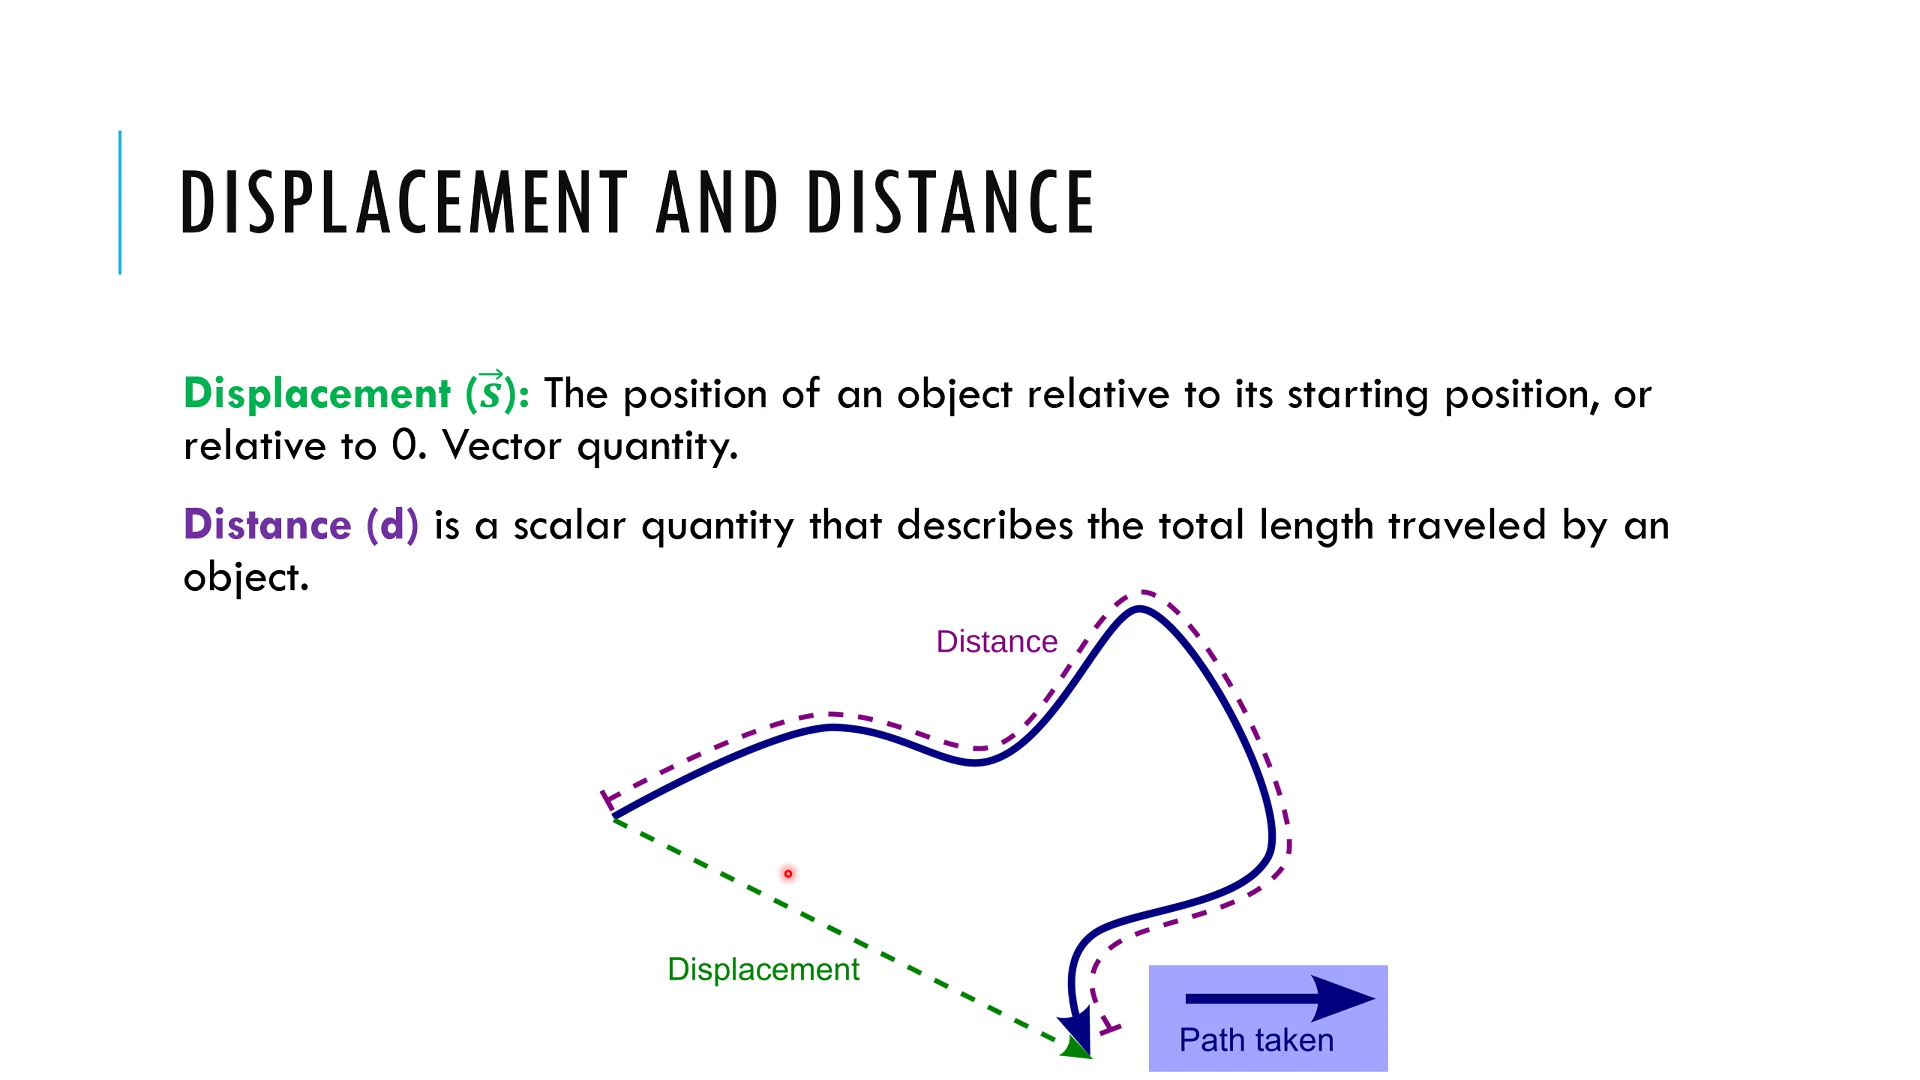 DISPLACEMENT AND DISTANCE
Displacement (s⃗): The position of an object relative to its starting position, or
relative to 0. Vector quantity.
Distance (d) is a scalar quantity that describes the total length traveled by an
object.
Distance
Displacement
Path taken